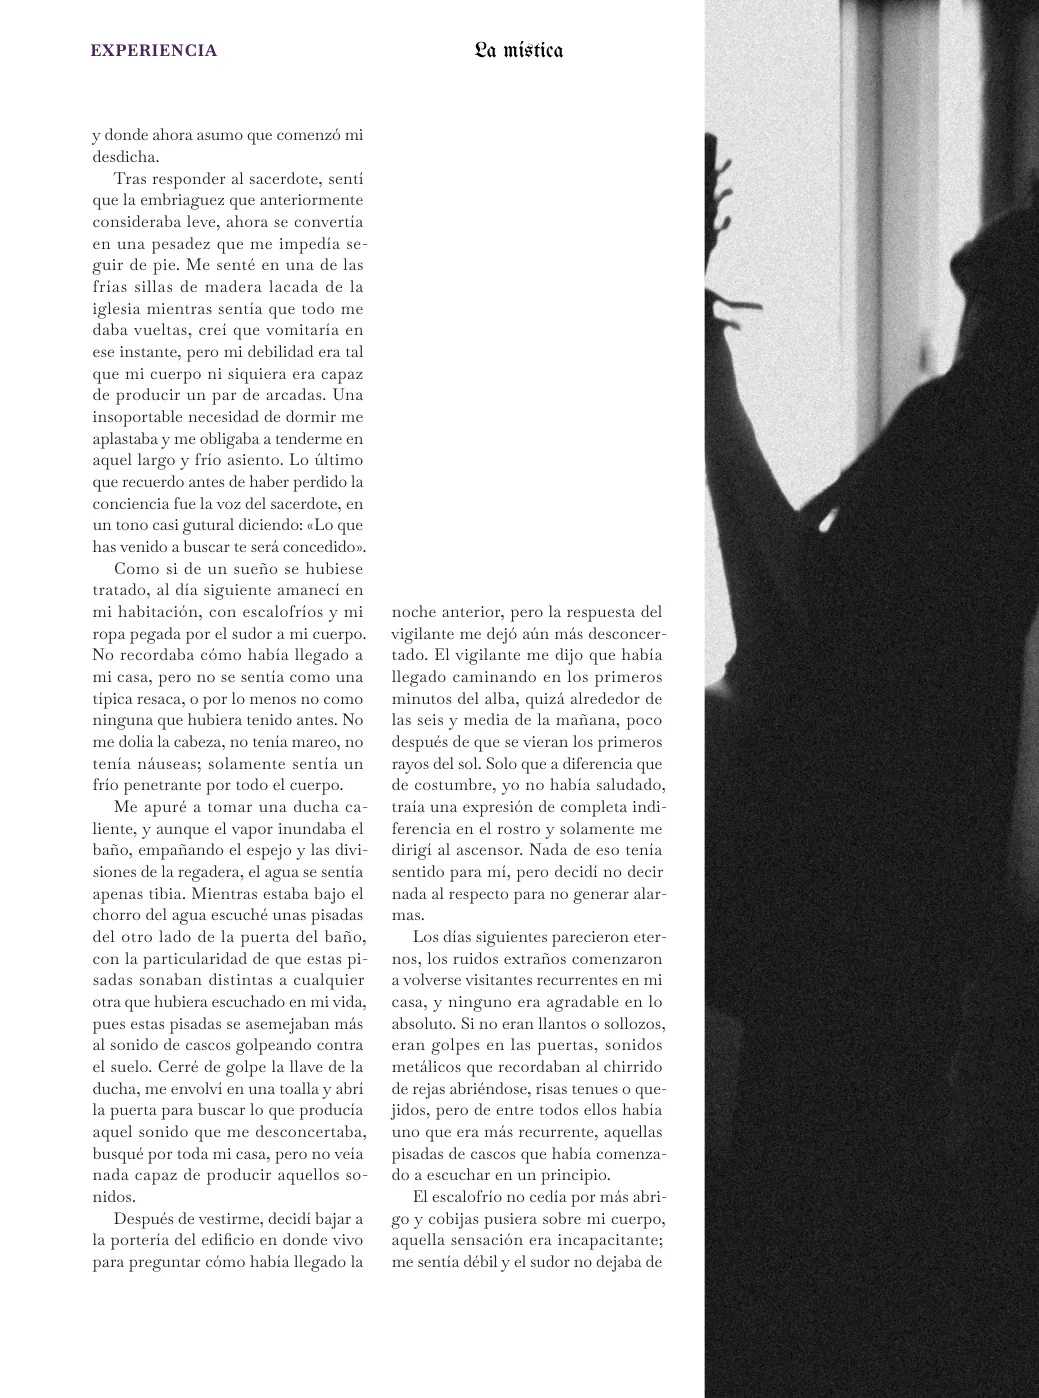 EXPERIENCIA
La mística
y donde ahora asumo que comenzó mi
desdicha.
Tras responder al sacerdote, sentí
que la embriaguez que anteriormente
consideraba leve, ahora se convertía
en una pesadez que me impedía se-
guir de pie. Me senté en una de las
frías sillas de madera lacada de la
iglesia mientras sentía que todo me
daba vueltas, creí que vomitaría en
ese instante, pero mi debilidad era tal
que mi cuerpo ni siquiera era capaz
de producir un par de arcadas. Una
insoportable necesidad de dormir me
aplastaba y me obligaba a tenderme en
aquel largo y frío asiento. Lo último
que recuerdo antes de haber perdido la
conciencia fue la voz del sacerdote, en
un tono casi gutural diciendo: «Lo que
has venido a buscar te será concedido».
Como si de un sueño se hubiese
tratado, al día siguiente amanecí en
mi habitación, con escalofríos y mi
ropa pegada por el sudor a mi cuerpo.
No recordaba cómo había llegado a
mi casa, pero no se sentía como una
típica resaca, o por lo menos no como
ninguna que hubiera tenido antes. No
me dolía la cabeza, no tenía mareo, no
tenía náuseas; solamente sentía un
frío penetrante por todo el cuerpo.
Me apuré a tomar una ducha ca-
liente, y aunque el vapor inundaba el
baño, empañando el espejo y las divi-
siones de la regadera, el agua se sentía
apenas tibia. Mientras estaba bajo el
chorro del agua escuché unas pisadas
del otro lado de la puerta del baño,
con la particularidad de que estas pi-
sadas sonaban distintas a cualquier
otra que hubiera escuchado en mi vida,
pues estas pisadas se asemejaban más
al sonido de cascos golpeando contra
el suelo. Cerré de golpe la llave de la
ducha, me envolví en una toalla y abrí
la puerta para buscar lo que producía
aquel sonido que me desconcertaba,
busqué por toda mi casa, pero no veía
nada capaz de producir aquellos so-
nidos.
Después de vestirme, decidí bajar a
la portería del edificio en donde vivo
para preguntar cómo había llegado la
noche anterior, pero la respuesta del
vigilante me dejó aún más desconcer-
tado. El vigilante me dijo que había
llegado caminando en los primeros
minutos del alba, quizá alrededor de
las seis y media de la mañana, poco
después de que se vieran los primeros
rayos del sol. Solo que a diferencia que
de costumbre, yo no había saludado,
traía una expresión de completa indi-
ferencia en el rostro y solamente me
dirigí al ascensor. Nada de eso tenía
sentido para mí, pero decidí no decir
nada al respecto para no generar alar-
mas.
Los días siguientes parecieron eter-
nos, los ruidos extraños comenzaron
a volverse visitantes recurrentes en mi
casa, y ninguno era agradable en lo
absoluto. Si no eran llantos o sollozos,
eran golpes en las puertas, sonidos
metálicos que recordaban al chirrido
de rejas abriéndose, risas tenues o que-
jidos, pero de entre todos ellos había
uno que era más recurrente, aquellas
pisadas de cascos que había comenza-
do a escuchar en un principio.
El escalofrío no cedía por más abri-
go y cobijas pusiera sobre mi cuerpo,
aquella sensación era incapacitante;
me sentía débil y el sudor no dejaba de